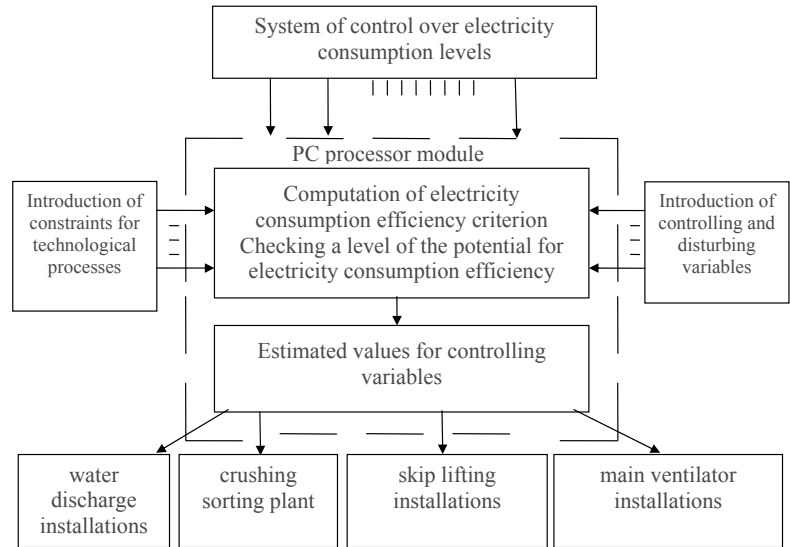 System of control over electricity
consumption levels
PC processor module
Introduction of
constraints for
technological
processes
Computation of electricity
consumption efficiency criterion
Checking a level of the potential for
electricity consumption efficiency
Introduction of
controlling and
disturbing
variables
Estimated values for controlling
variables
water
discharge
installations
crushing
sorting plant
skip lifting
installations
main ventilator
installations